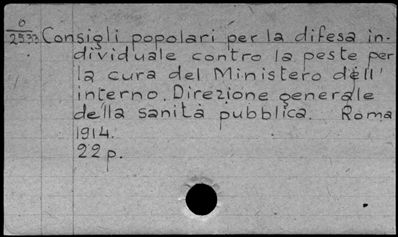 0
2533 Consigli popolari per la difesa in-
dividuale contro la peste per
la cura del Ministero dell'
interno. Direzione generale
della sanità pubblica. Roma
1914.
22 p.